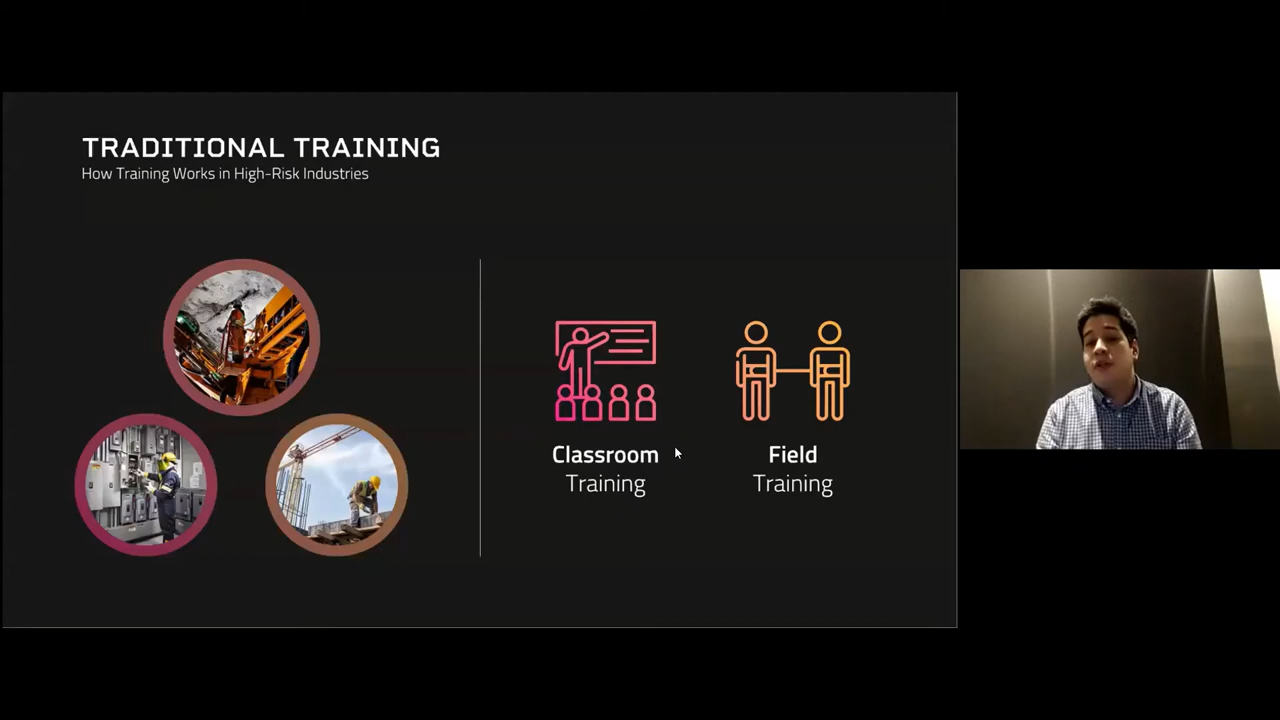 TRADITIONAL TRAINING
How Training Works in High-Risk Industries
Classroom
Training
Field
Training